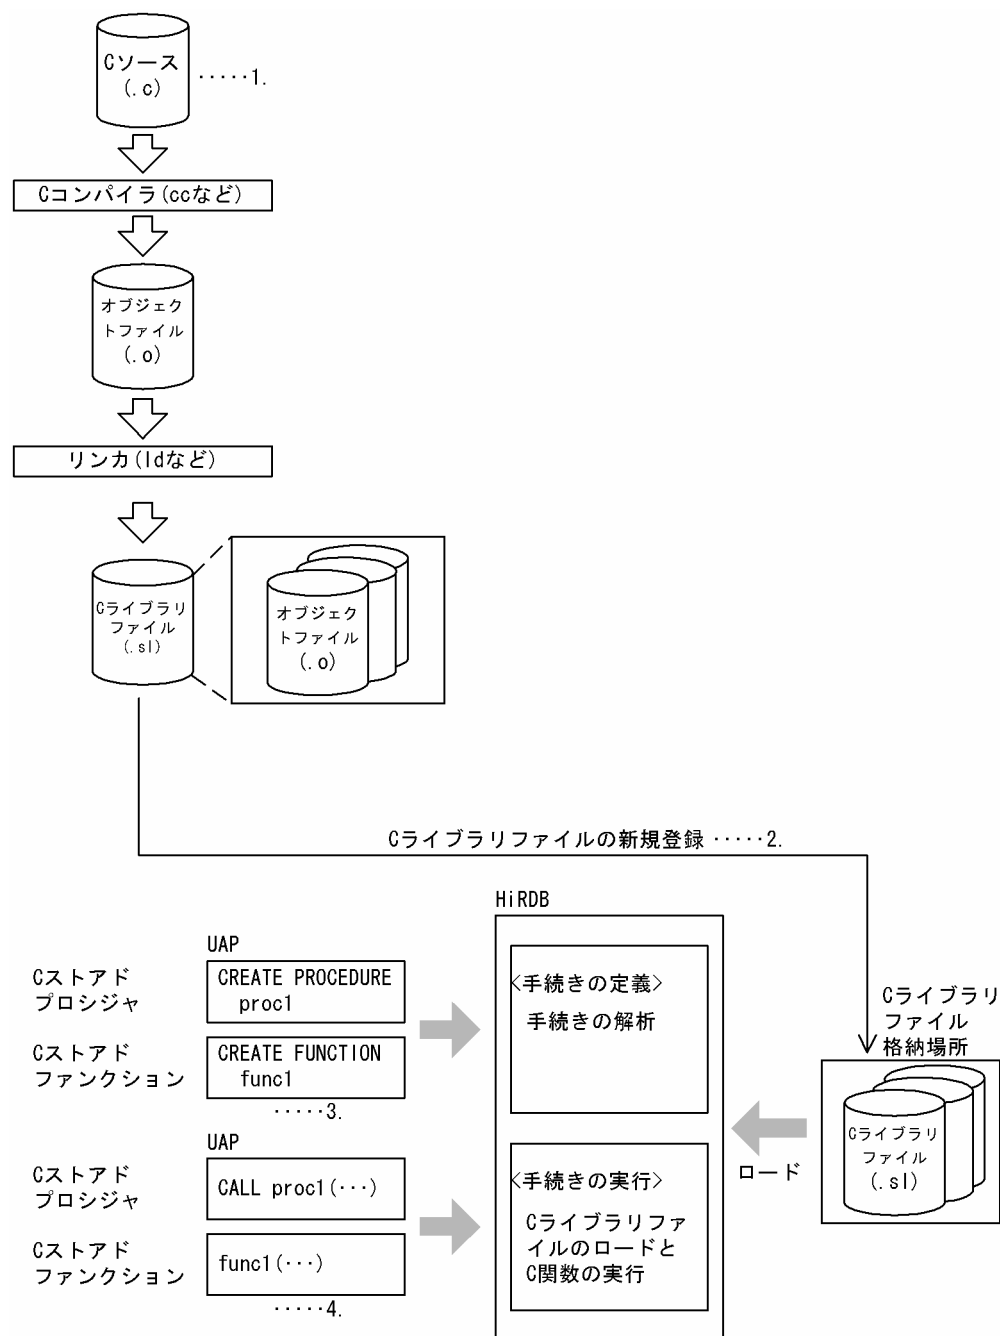 Cソース
(.c)
‥‥‥1.
Cコンパイラ(ccなど)
オブジェク
トファイル
(.o)
リンカ(ldなど)
Cライブラリ
ファイル
(.sl)
オブジェク
トファイル
(.o)
Cライブラリファイルの新規登録 ‥‥‥2.
HiRDB
UAP
Cストアド
プロシジャ
CREATE PROCEDURE
proc1
Cストアド
ファンクション
CREATE FUNCTION
func1
‥‥‥3.
<手続きの定義>
手続きの解析
Cライブラリ
ファイル
格納場所
Cライブラリ
ファイル
(.sl)
ロード
UAP
Cストアド
プロシジャ
CALL proc1(･･･)
Cストアド
ファンクション
func1(･･･)
‥‥‥4.
<手続きの実行>
Cライブラリファ
イルのロードと
C関数の実行